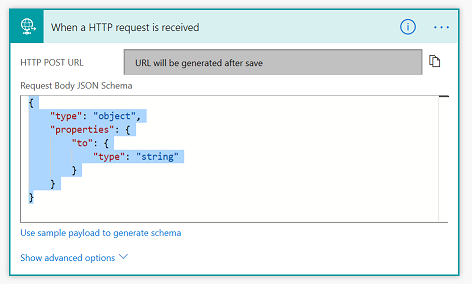 When a HTTP request is received
HTTP POST URL
URL will be generated after save
Request Body JSON Schema
{
    "type": "object",
    "properties": {
        "to": {
            "type": "string"
        }
    }
}
Use sample payload to generate schema
Show advanced options